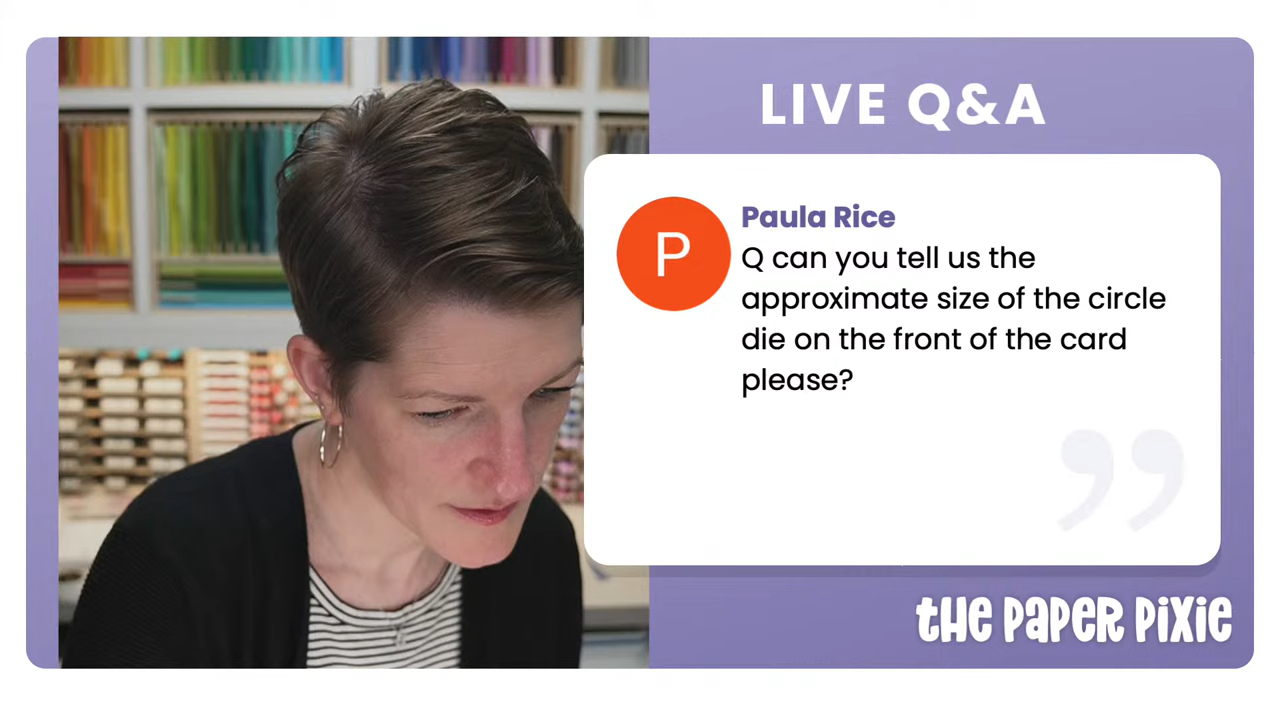 LIVE Q&A
P
Paula Rice
Q can you tell us the
approximate size of the circle
die on the front of the card
please?
”
the PAPER PiXiE